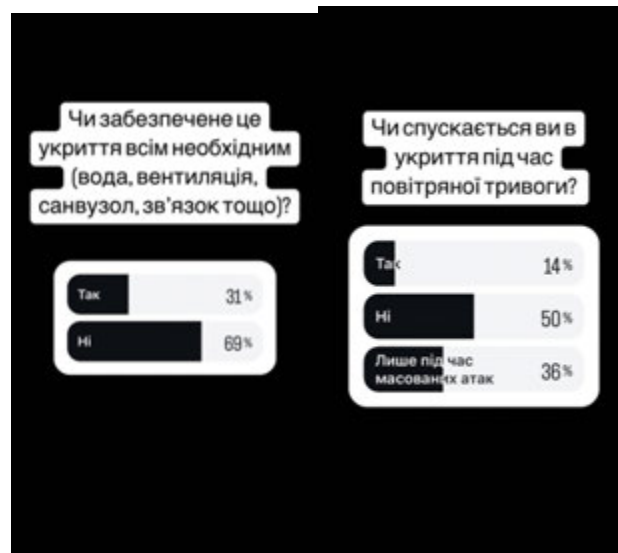 Чи забезпечене це
укриття всім необхідним
(вода, вентиляція,
санвузол, зв'язок тощо)?
Так 31%
Ні 69%
Чи спускається ви в
укриття під час
повітряної тривоги?
Так 14%
Ні 50%
Лише під час
масованих атак 36%